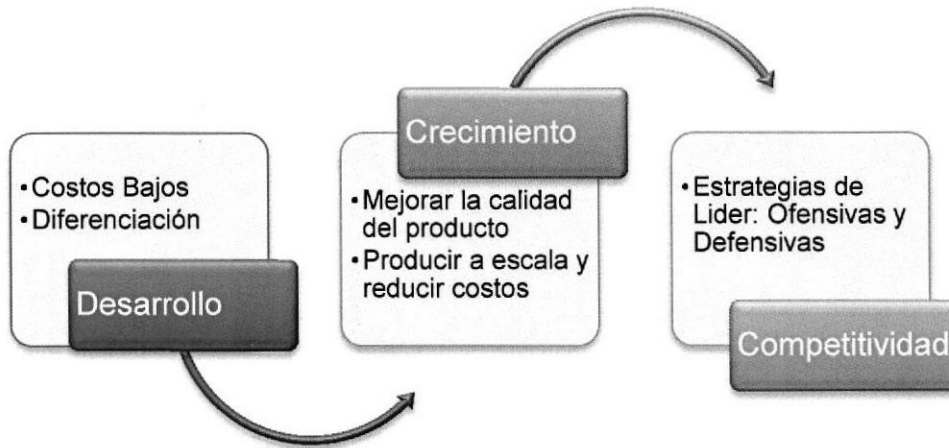 • Costos Bajos
• Diferenciación
Desarrollo
Crecimiento
• Mejorar la calidad
del producto
• Producir a escala y
reducir costos
• Estrategias de
Lider: Ofensivas y
Defensivas
Competitividad